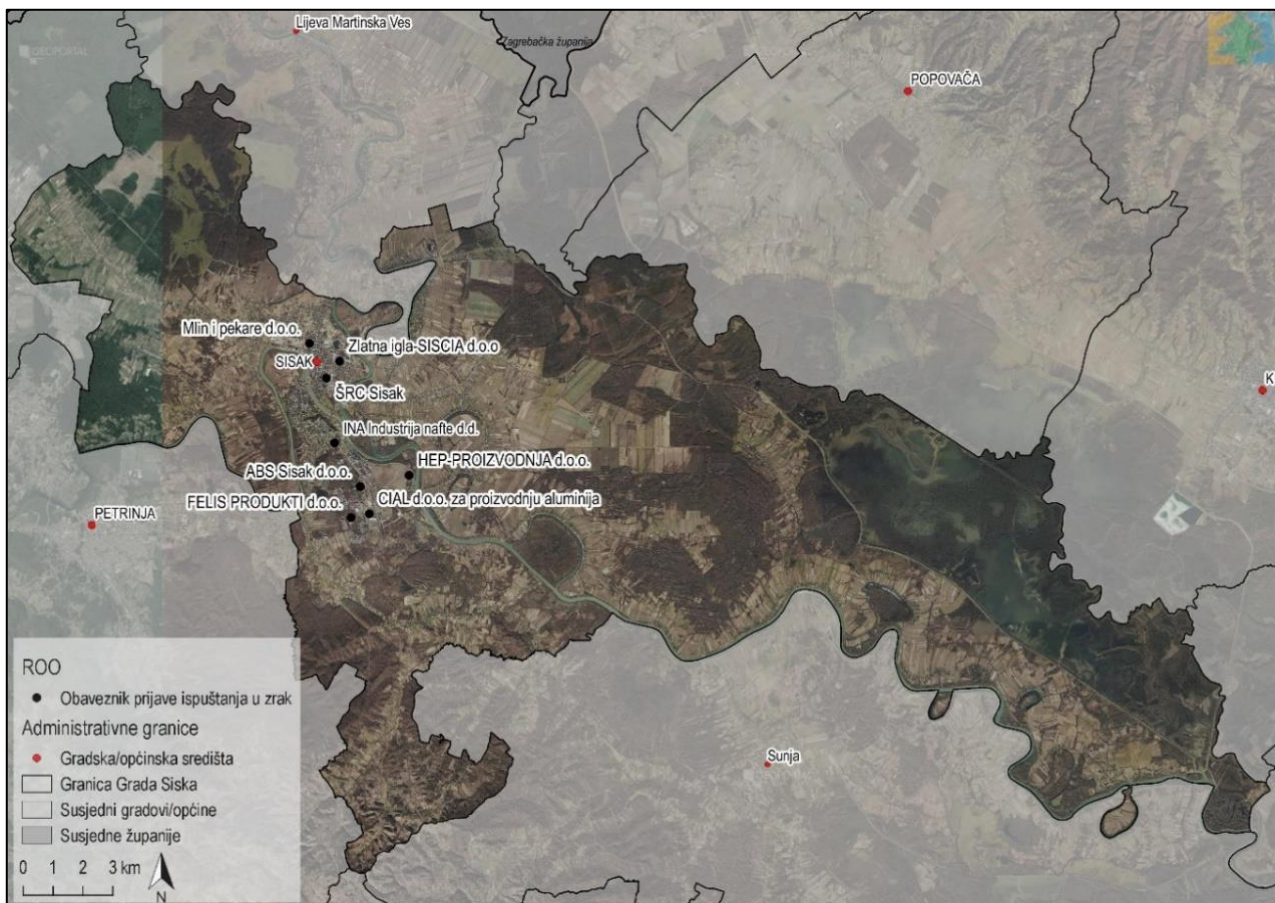 Lijeva Martinska Ves
Zagrebačka županija
GEOPORTAL
POPOVAČA
Mlin i pekare d.o.o.
Zlatna igla-SISCIA d.o.o
SISAK
ŠRC Sisak
K
INA Industrija nafte d.d.
HEP-PROIZVODNJA d.o.o.
ABS Sisak d.o.o.
CIAL d.o.o. za proizvodnju aluminija
FELIS PRODUKTI d.o.o.
PETRINJA
Sunja
ROO
Obaveznik prijave ispuštanja u zrak
Administrativne granice
Gradska/općinska središta
Granica Grada Siska
Susjedni gradovi/općine
Susjedne županije
0 1 2 3 km
N